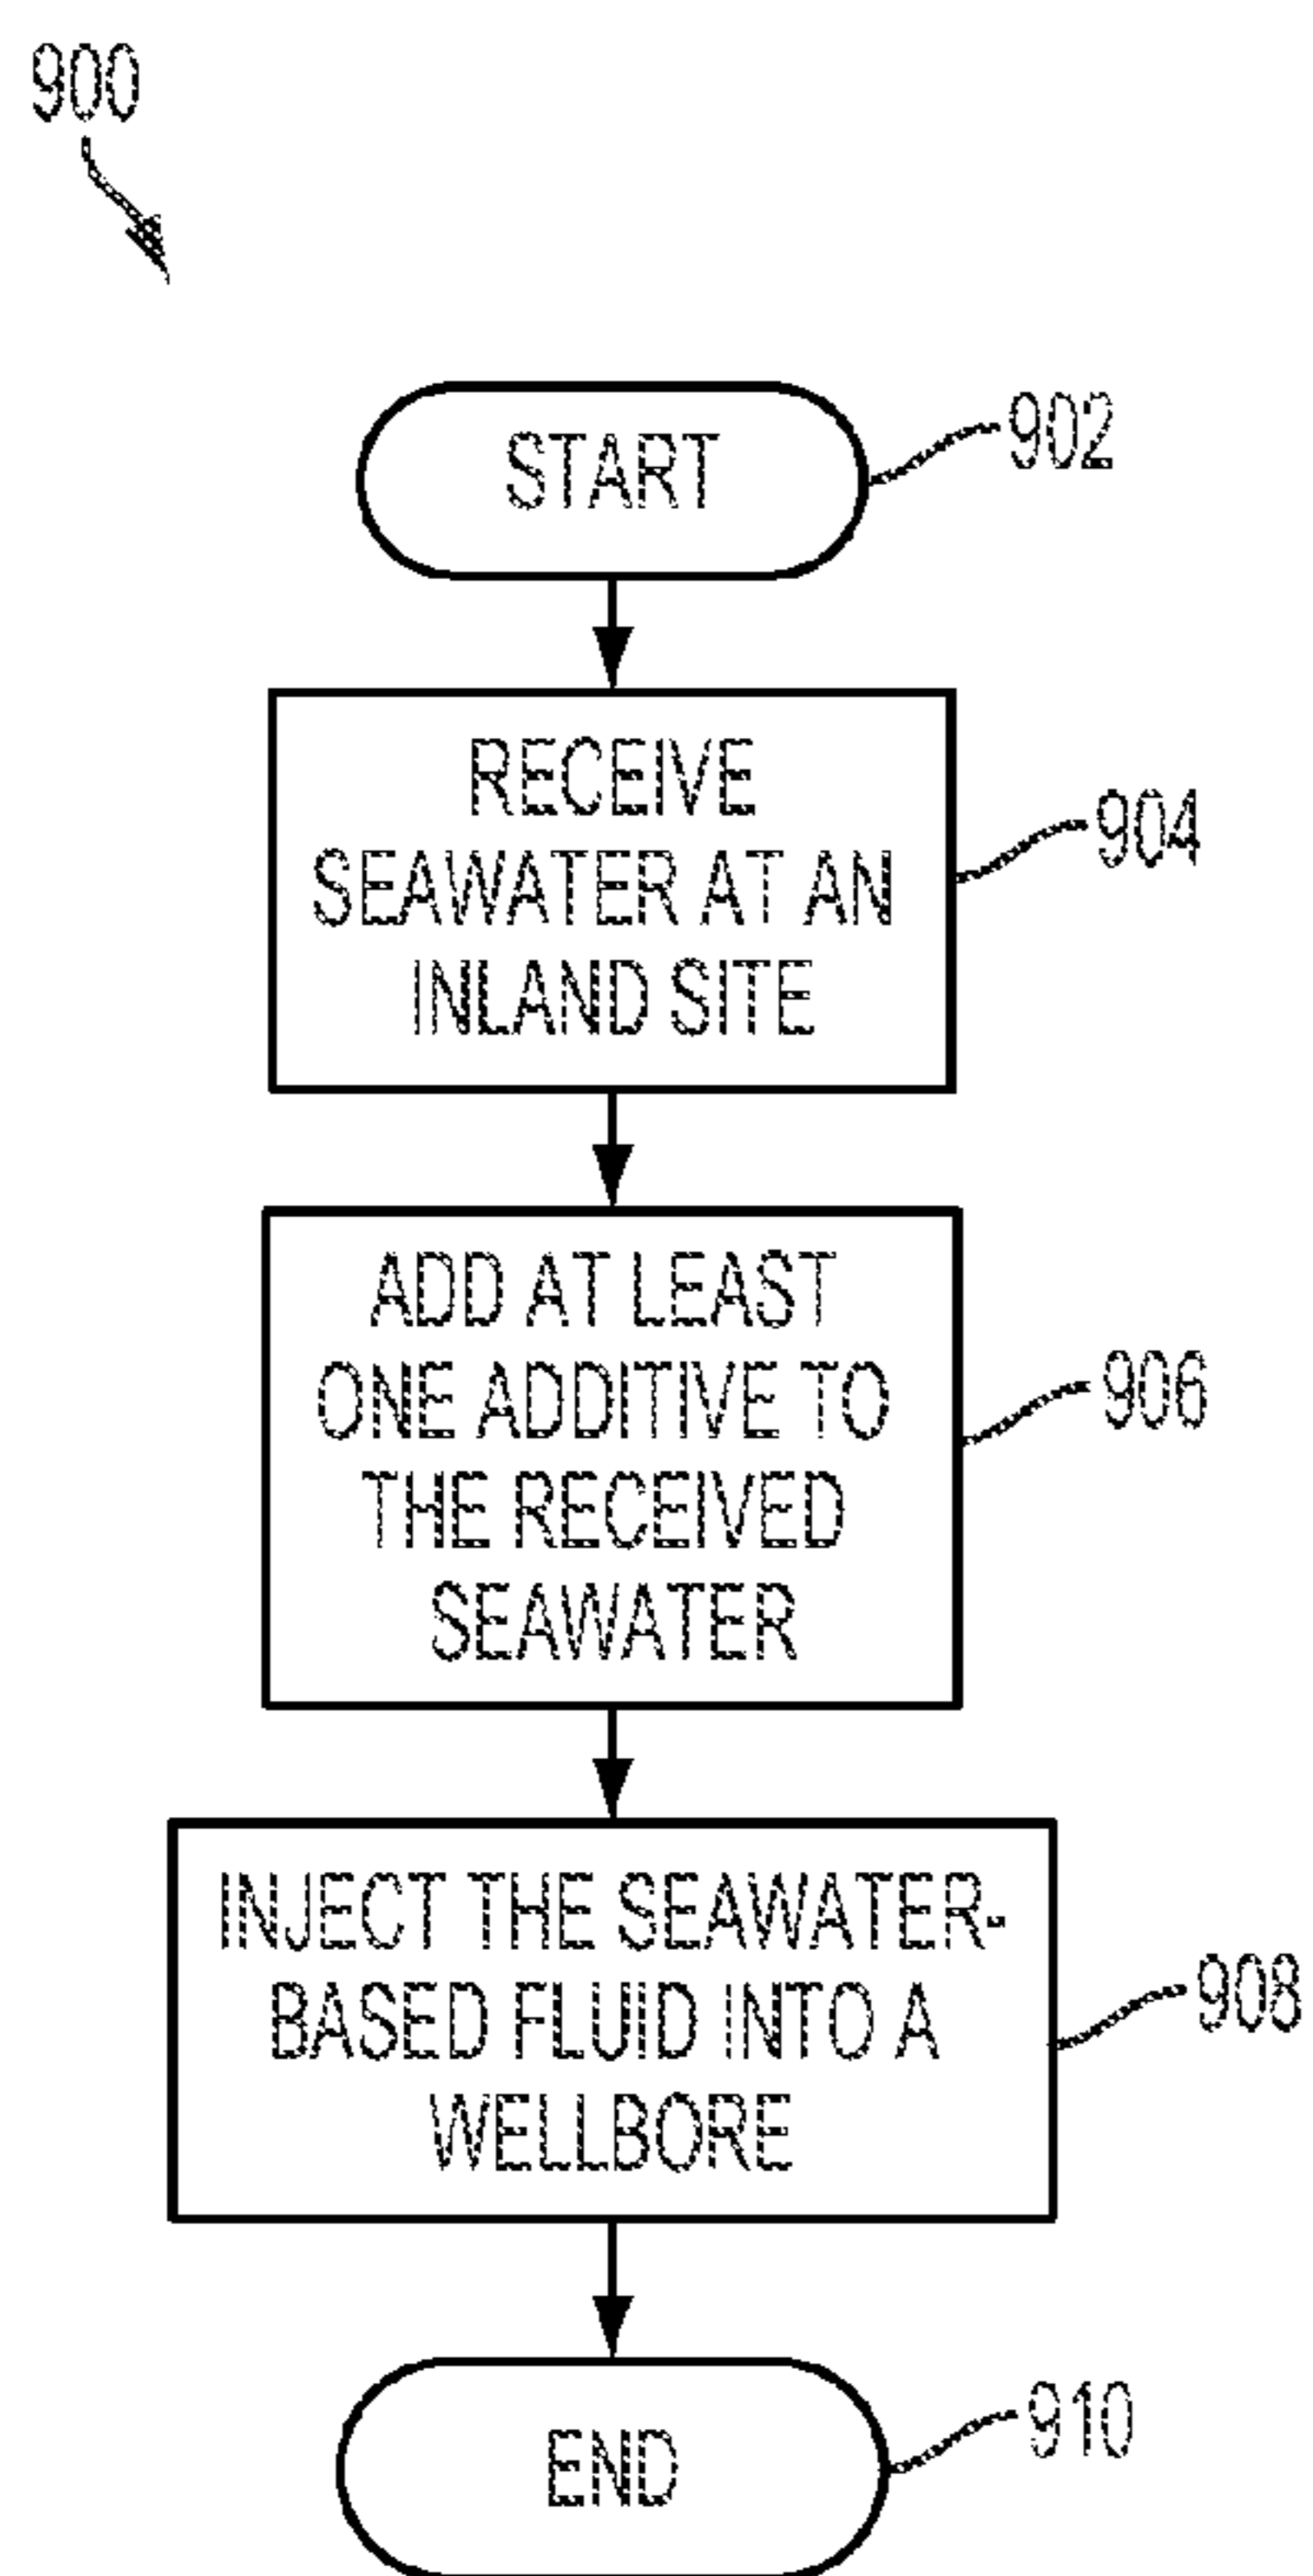 900
START
902
RECEIVE
SEAWATER AT AN
INLAND SITE
904
ADD AT LEAST
ONE ADDITIVE TO
THE RECEIVED
SEAWATER
906
INJECT THE SEAWATER-
BASED FLUID INTO A
WELLBORE
908
END
910